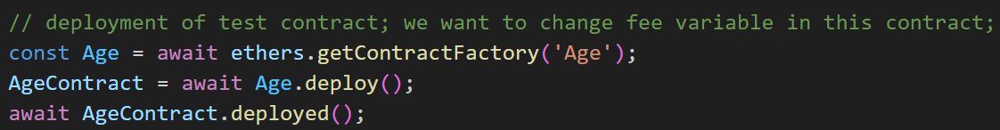 // deployment of test contract; we want to change fee variable in this contract;
const Age = await ethers.getContractFactory('Age');
AgeContract = await Age.deploy();
await AgeContract.deployed();